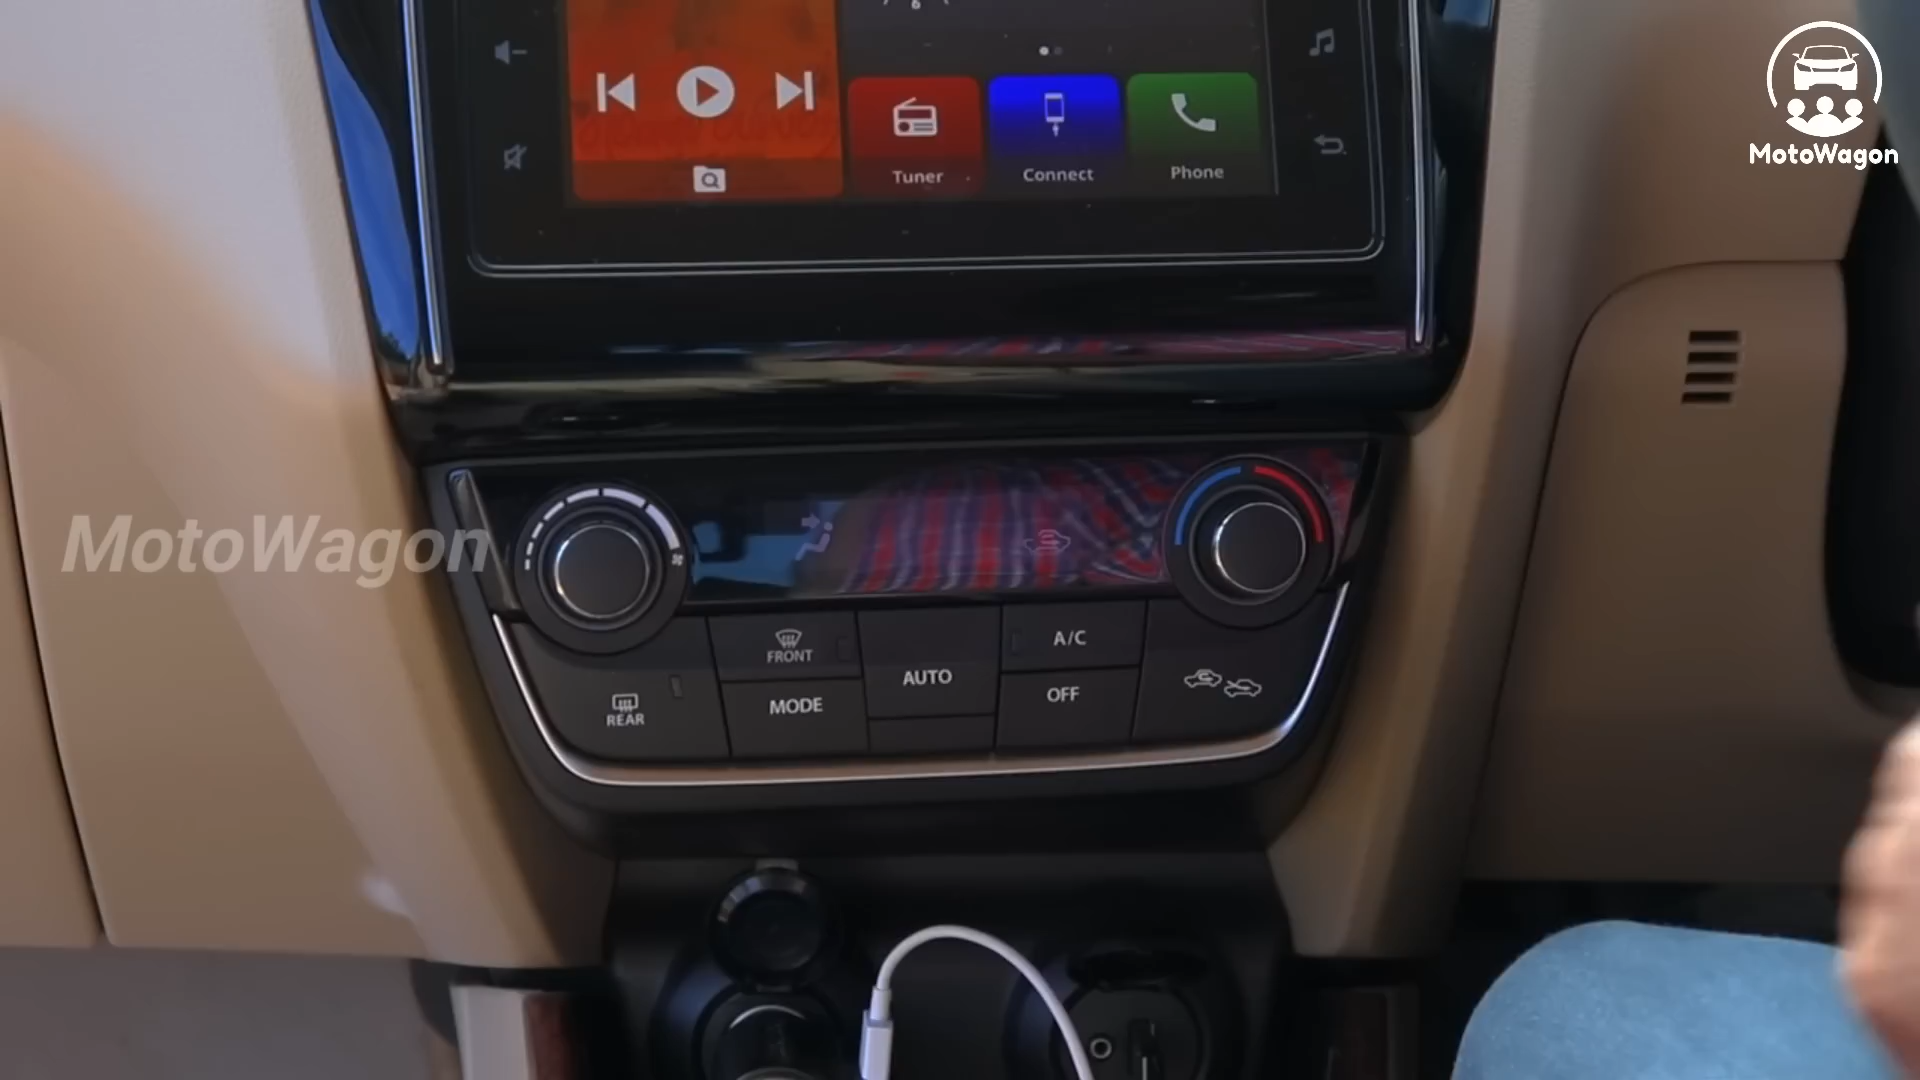 MotoWagon
Tuner
Connect
Phone
MotoWagon
FRONT
A/C
AUTO
REAR
MODE
OFF